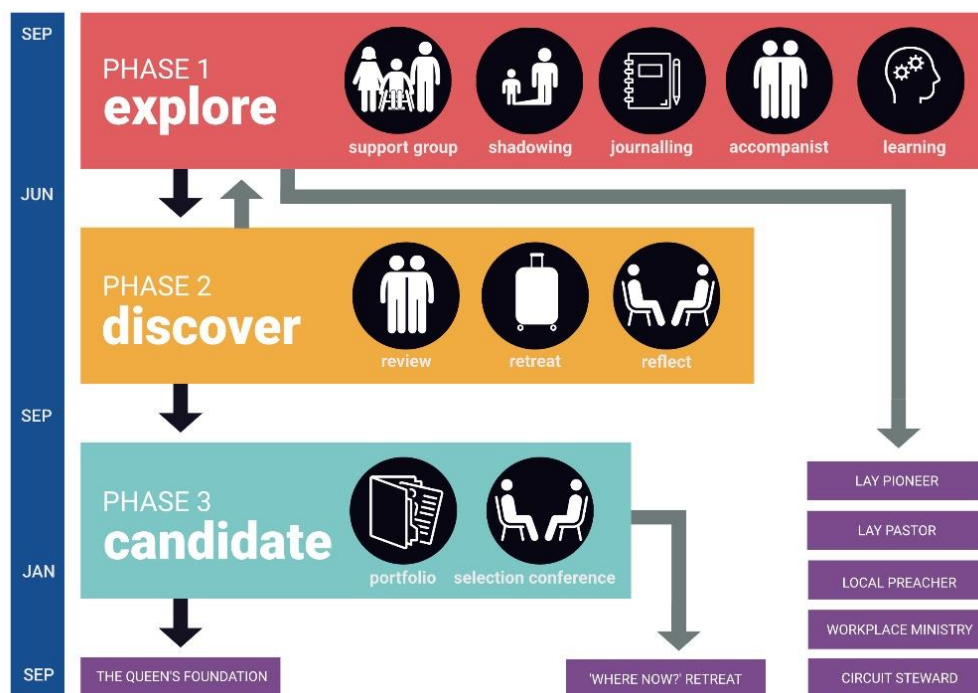 SEP
PHASE 1
explore
support group
shadowing
journalling
accompanist
learning
JUN
PHASE 2
discover
review
retreat
reflect
SEP
PHASE 3
candidate
portfolio
selection conference
JAN
LAY PIONEER
LAY PASTOR
LOCAL PREACHER
WORKPLACE MINISTRY
CIRCUIT STEWARD
SEP
THE QUEEN'S FOUNDATION
'WHERE NOW?' RETREAT